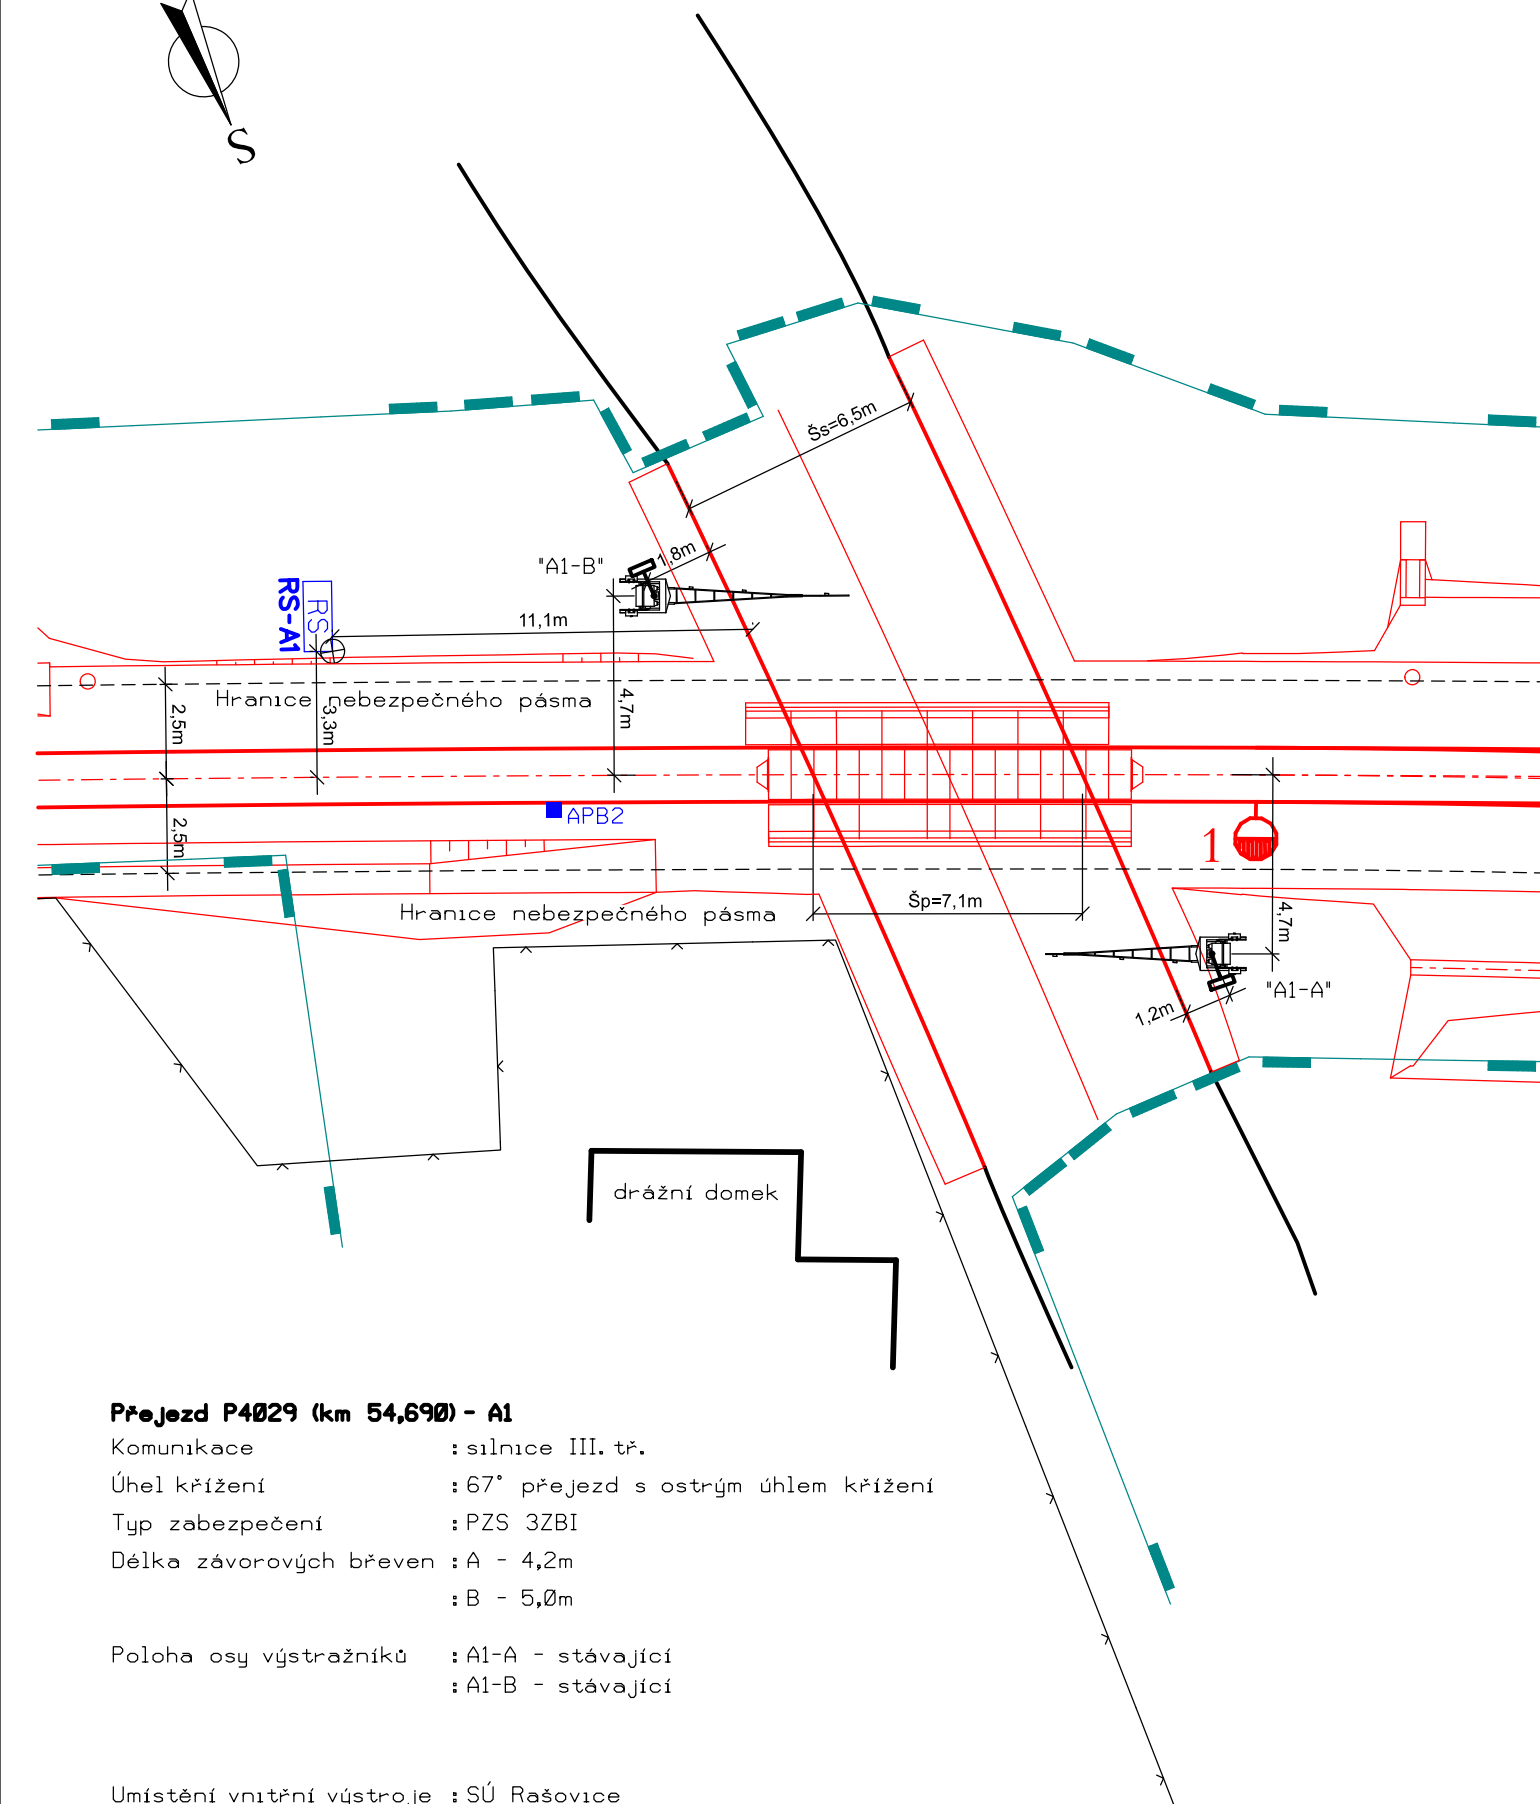 S
Šs=6,5m
"A1-B"
1,8m
RS-A1
RS
11,1m
Hranice nebezpečného pásma
2,5m
3,3m
4,7m
APB2
2,5m
1
Hranice nebezpečného pásma
Šp=7,1m
4,7m
"A1-A"
1,2m
drážní domek
Přejezd P4029 (km 54,690) - A1
Komunikace : silnice III. tř.
Úhel křížení : 67° přejezd s ostrým úhlem křížení
Typ zabezpečení : PZS 3ZBI
Délka závorových břeven : A - 4,2m
: B - 5,0m
Poloha osy výstražníků : A1-A - stávající
: A1-B - stávající
Umístění vnitřní výstroje : SÚ Rašovice